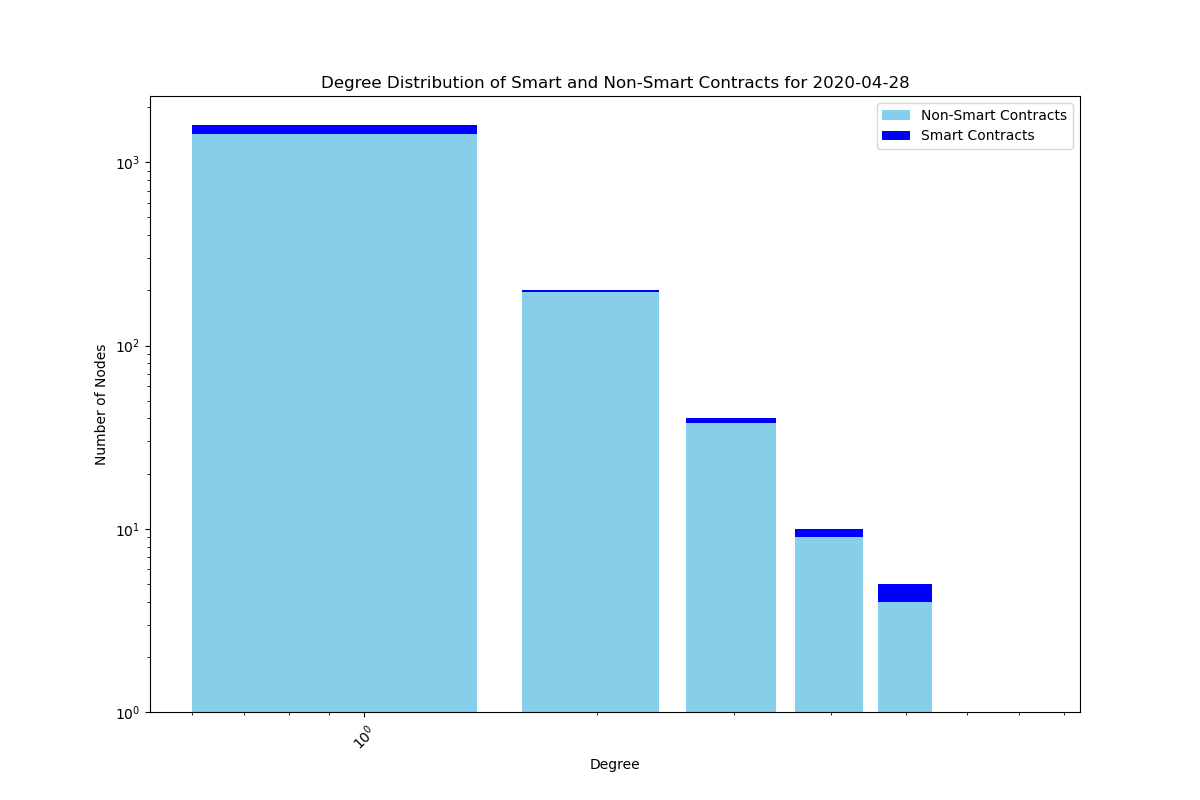 Degree Distribution of Smart and Non-Smart Contracts for 2020-04-28
Non-Smart Contracts
Smart Contracts
Number of Nodes
10³
10²
10¹
10⁰
10⁰
Degree